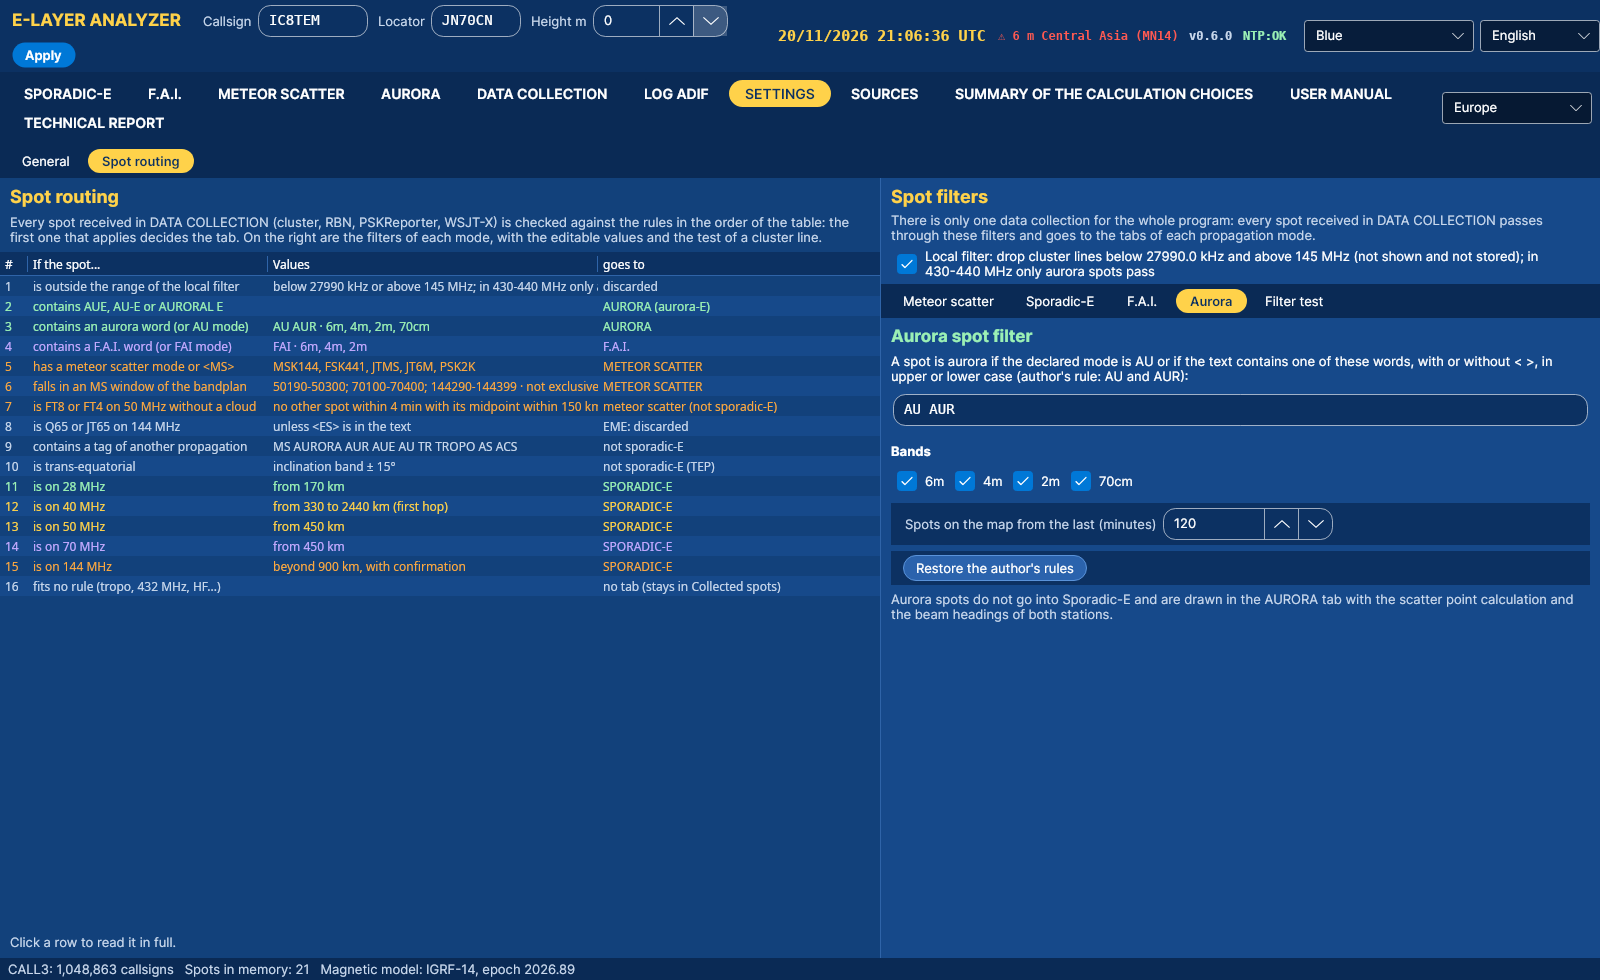 E-LAYER ANALYZER Callsign IC8TEM Locator JN70CN Height m 0
20/11/2026 21:06:36 UTC ⚠ 6 m Central Asia (MN14) v0.6.0 NTP:OK Blue English
Apply
SPORADIC-E F.A.I. METEOR SCATTER AURORA DATA COLLECTION LOG ADIF SETTINGS SOURCES SUMMARY OF THE CALCULATION CHOICES USER MANUAL
TECHNICAL REPORT
Europe
General Spot routing
Spot routing
Every spot received in DATA COLLECTION (cluster, RBN, PSKReporter, WSJT-X) is checked against the rules in the order of the table: the
first one that applies decides the tab. On the right are the filters of each mode, with the editable values and the test of a cluster line.
# If the spot... Values goes to
1 is outside the range of the local filter below 27990 kHz or above 145 MHz; in 430-440 MHz only discarded
2 contains AUE, AU-E or AURORAL E AURORA (aurora-E)
3 contains an aurora word (or AU mode) AU AUR · 6m, 4m, 2m, 70cm AURORA
4 contains a F.A.I. word (or FAI mode) FAI · 6m, 4m, 2m F.A.I.
5 has a meteor scatter mode or <MS> MSK144, FSK441, JTMS, JT6M, PSK2K METEOR SCATTER
6 falls in an MS window of the bandplan 50190-50300; 70100-70400; 144290-144399 · not exclusive METEOR SCATTER
7 is FT8 or FT4 on 50 MHz without a cloud no other spot within 4 min with its midpoint within 150 km meteor scatter (not sporadic-E)
8 is Q65 or JT65 on 144 MHz unless <ES> is in the text EME: discarded
9 contains a tag of another propagation MS AURORA AUR AUE AU TR TROPO AS ACS not sporadic-E
10 is trans-equatorial inclination band ± 15° not sporadic-E (TEP)
11 is on 28 MHz from 170 km SPORADIC-E
12 is on 40 MHz from 330 to 2440 km (first hop) SPORADIC-E
13 is on 50 MHz from 450 km SPORADIC-E
14 is on 70 MHz from 450 km SPORADIC-E
15 is on 144 MHz beyond 900 km, with confirmation SPORADIC-E
16 fits no rule (tropo, 432 MHz, HF...) no tab (stays in Collected spots)
Click a row to read it in full.
Spot filters
There is only one data collection for the whole program: every spot received in DATA COLLECTION passes
through these filters and goes to the tabs of each propagation mode.
Local filter: drop cluster lines below 27990.0 kHz and above 145 MHz (not shown and not stored); in
430-440 MHz only aurora spots pass
Meteor scatter Sporadic-E F.A.I. Aurora Filter test
Aurora spot filter
A spot is aurora if the declared mode is AU or if the text contains one of these words, with or without < >, in
upper or lower case (author's rule: AU and AUR):
AU AUR
Bands
6m 4m 2m 70cm
Spots on the map from the last (minutes) 120
Restore the author's rules
Aurora spots do not go into Sporadic-E and are drawn in the AURORA tab with the scatter point calculation and
the beam headings of both stations.
CALL3: 1,048,863 callsigns Spots in memory: 21 Magnetic model: IGRF-14, epoch 2026.89